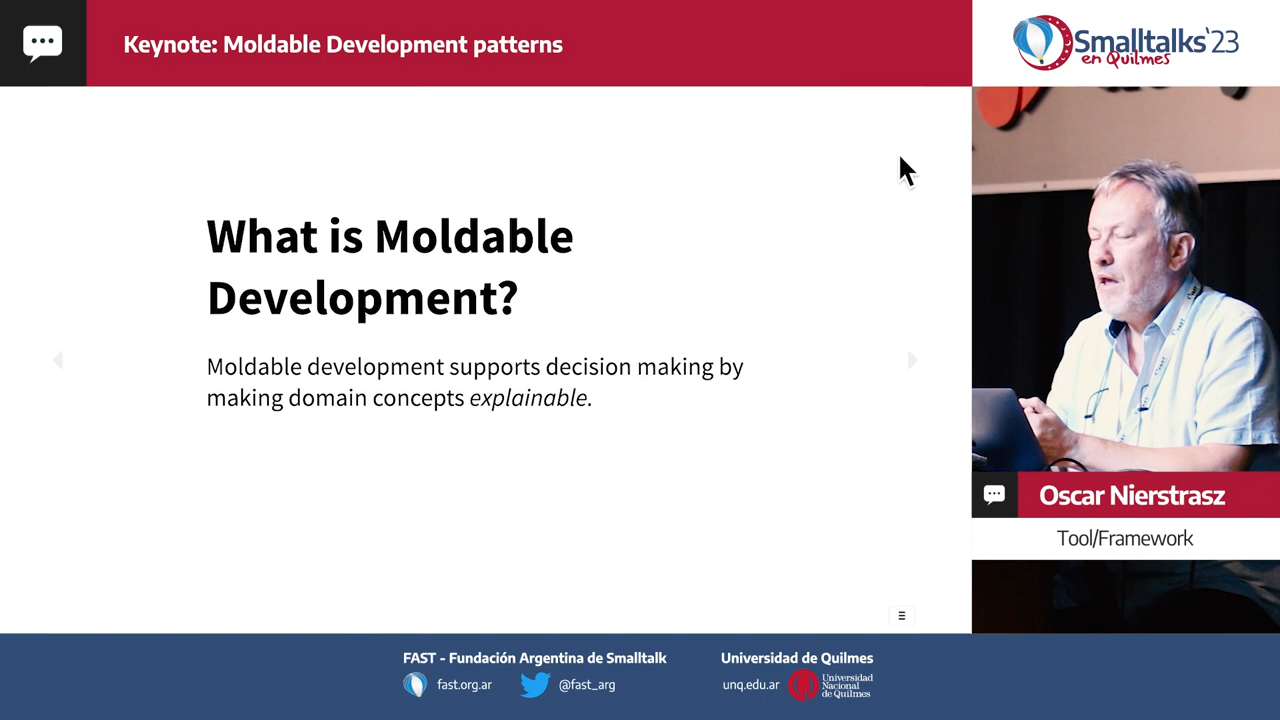 Keynote: Moldable Development patterns
Smalltalks'23
en Quilmes
What is Moldable
Development?
Moldable development supports decision making by
making domain concepts explainable.
Oscar Nierstrasz
Tool/Framework
FAST - Fundación Argentina de Smalltalk
fast.org.ar
@fast_arg
Universidad de Quilmes
unq.edu.ar
Universidad
Nacional
de Quilmes